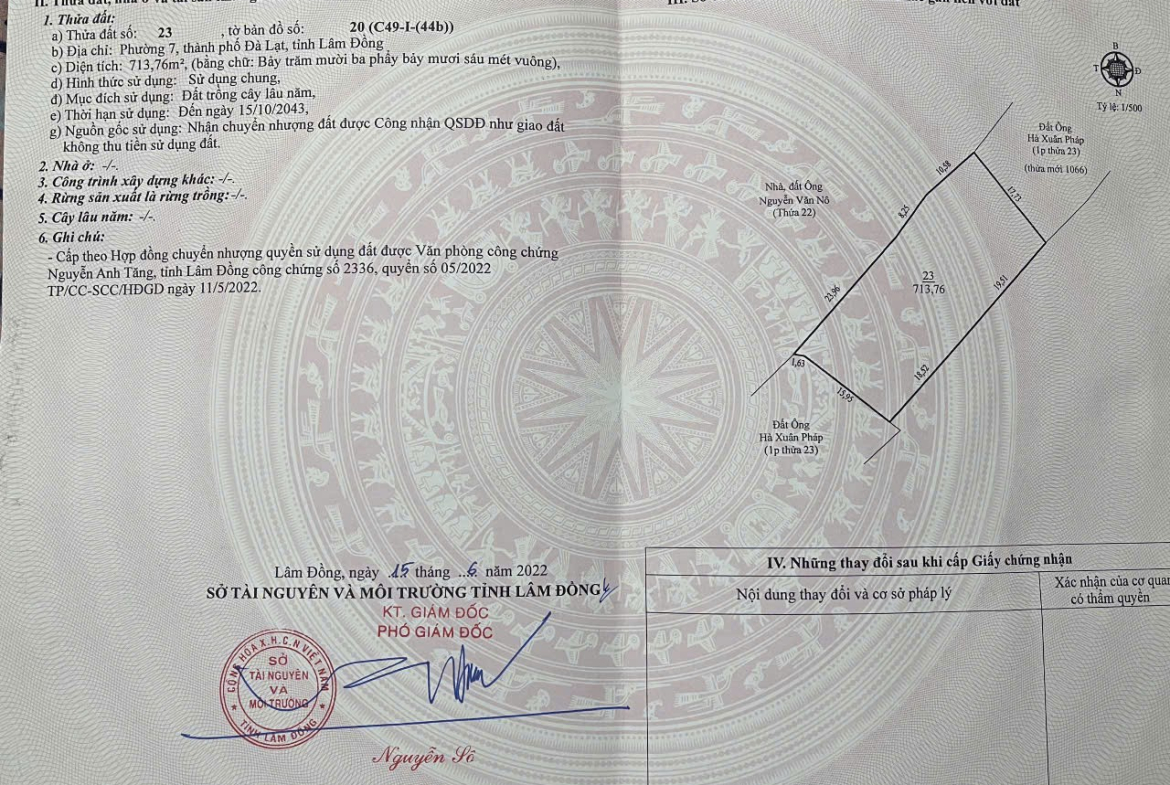 1. Thửa đất:
a) Thửa đất số: 23 , tờ bản đồ số: 20 (C49-I-(44b))
b) Địa chỉ: Phường 7, thành phố Đà Lạt, tỉnh Lâm Đồng
c) Diện tích: 713,76m², (bằng chữ: Bảy trăm mười ba phẩy bảy mươi sáu mét vuông),
d) Hình thức sử dụng: Sử dụng chung,
đ) Mục đích sử dụng: Đất trồng cây lâu năm,
e) Thời hạn sử dụng: Đến ngày 15/10/2043,
g) Nguồn gốc sử dụng: Nhận chuyển nhượng đất được Công nhận QSDĐ như giao đất
không thu tiền sử dụng đất.
2. Nhà ở: -/-.
3. Công trình xây dựng khác: -/-.
4. Rừng sản xuất là rừng trồng: -/-.
5. Cây lâu năm: -/-.
6. Ghi chú:
- Cấp theo Hợp đồng chuyển nhượng quyền sử dụng đất được Văn phòng công chứng
Nguyễn Anh Tăng, tỉnh Lâm Đồng công chứng số 2336, quyển số 05/2022
TP/CC-SCC/HĐGD ngày 11/5/2022.
Lâm Đồng, ngày 15 tháng 6 năm 2022
SỞ TÀI NGUYÊN VÀ MÔI TRƯỜNG TỈNH LÂM ĐỒNG
KT. GIÁM ĐỐC
PHÓ GIÁM ĐỐC
CỘNG HÒA X.H.C.N VIỆT NAM
SỞ
TÀI NGUYÊN
VÀ
MÔI TRƯỜNG
TỈNH LÂM ĐỒNG
Nguyễn Sô
B
T
Đ
N
Tỷ lệ: 1/500
Đất Ông
Hà Xuân Pháp
(1p thửa 23)
(thửa mới 1066)
Nhà, đất Ông
Nguyễn Văn Nô
(Thửa 22)
10,58
17,73
8,25
23
713,76
23,96
19,51
1,63
18,52
15,95
Đất Ông
Hà Xuân Pháp
(1p thửa 23)
IV. Những thay đổi sau khi cấp Giấy chứng nhận
Nội dung thay đổi và cơ sở pháp lý
Xác nhận của cơ quan
có thẩm quyền